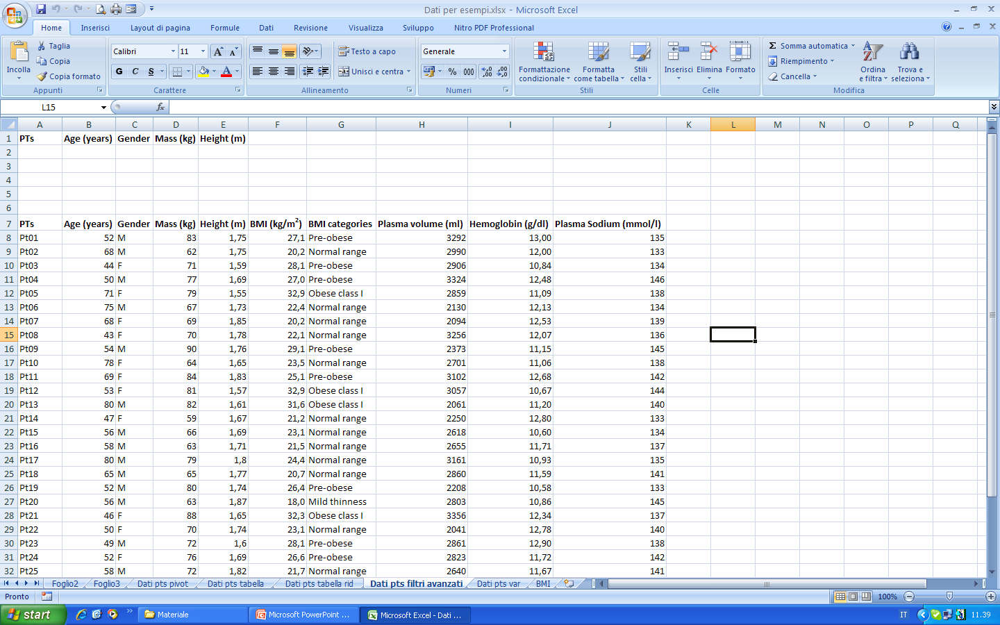 Dati per esempi.xlsx - Microsoft Excel
Home Inserisci Layout di pagina Formule Dati Revisione Visualizza Sviluppo Nitro PDF Professional
Incolla
Taglia
Copia
Copia formato
Appunti
Calibri 11
G C S
Carattere
Testo a capo
Unisci e centra
Allineamento
Generale
% 000
Numeri
Formattazione condizionale
Formatta come tabella
Stili cella
Stili
Inserisci Elimina Formato
Celle
Somma automatica
Riempimento
Cancella
Ordina e filtra
Trova e seleziona
Modifica
L15 fx
A B C D E F G H I J K L M N O P Q
1 PTs Age (years) Gender Mass (kg) Height (m)
2
3
4
5
6
7 PTs Age (years) Gender Mass (kg) Height (m) BMI (kg/m²) BMI categories Plasma volume (ml) Hemoglobin (g/dl) Plasma Sodium (mmol/l)
8 Pt01 52 M 83 1,75 27,1 Pre-obese 3292 13,00 135
9 Pt02 68 M 62 1,75 20,2 Normal range 2990 12,00 133
10 Pt03 44 F 71 1,59 28,1 Pre-obese 2906 10,84 134
11 Pt04 50 M 77 1,69 27,0 Pre-obese 3324 12,48 146
12 Pt05 71 F 79 1,55 32,9 Obese class I 2859 11,09 138
13 Pt06 75 M 67 1,73 22,4 Normal range 2130 12,13 134
14 Pt07 68 F 69 1,85 20,2 Normal range 2094 12,53 139
15 Pt08 43 F 70 1,78 22,1 Normal range 3256 12,07 136
16 Pt09 54 M 90 1,76 29,1 Pre-obese 2373 11,15 145
17 Pt10 78 F 64 1,65 23,5 Normal range 2701 11,06 138
18 Pt11 69 F 84 1,83 25,1 Pre-obese 3102 12,68 142
19 Pt12 53 F 81 1,57 32,9 Obese class I 3057 10,67 144
20 Pt13 80 M 82 1,61 31,6 Obese class I 2061 11,20 140
21 Pt14 47 F 59 1,67 21,2 Normal range 2250 12,80 133
22 Pt15 56 M 66 1,69 23,1 Normal range 2618 10,60 134
23 Pt16 58 M 63 1,71 21,5 Normal range 2655 11,71 137
24 Pt17 80 M 79 1,8 24,4 Normal range 3161 10,93 135
25 Pt18 65 M 65 1,77 20,7 Normal range 2860 11,59 141
26 Pt19 52 M 80 1,74 26,4 Pre-obese 2208 10,58 133
27 Pt20 56 M 63 1,87 18,0 Mild thinness 2803 10,86 145
28 Pt21 46 F 88 1,65 32,3 Obese class I 3356 12,34 137
29 Pt22 50 F 70 1,74 23,1 Normal range 2041 12,78 140
30 Pt23 49 M 72 1,6 28,1 Pre-obese 2861 12,90 138
31 Pt24 52 F 76 1,69 26,6 Pre-obese 2823 11,72 142
32 Pt25 58 M 72 1,82 21,7 Normal range 2640 11,67 141
Foglio2 Foglio3 Dati pts pivot Dati pts tabella Dati pts tabella rid Dati pts filtri avanzati Dati pts var BMI
Pronto 100%
start Materiale Microsoft PowerPoint ... Microsoft Excel - Dati ... IT 11.39